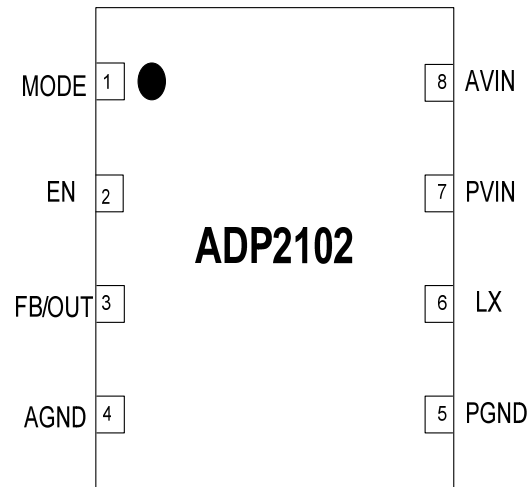 MODE 1 8 AVIN
EN 2 7 PVIN
ADP2102
FB/OUT 3 6 LX
AGND 4 5 PGND